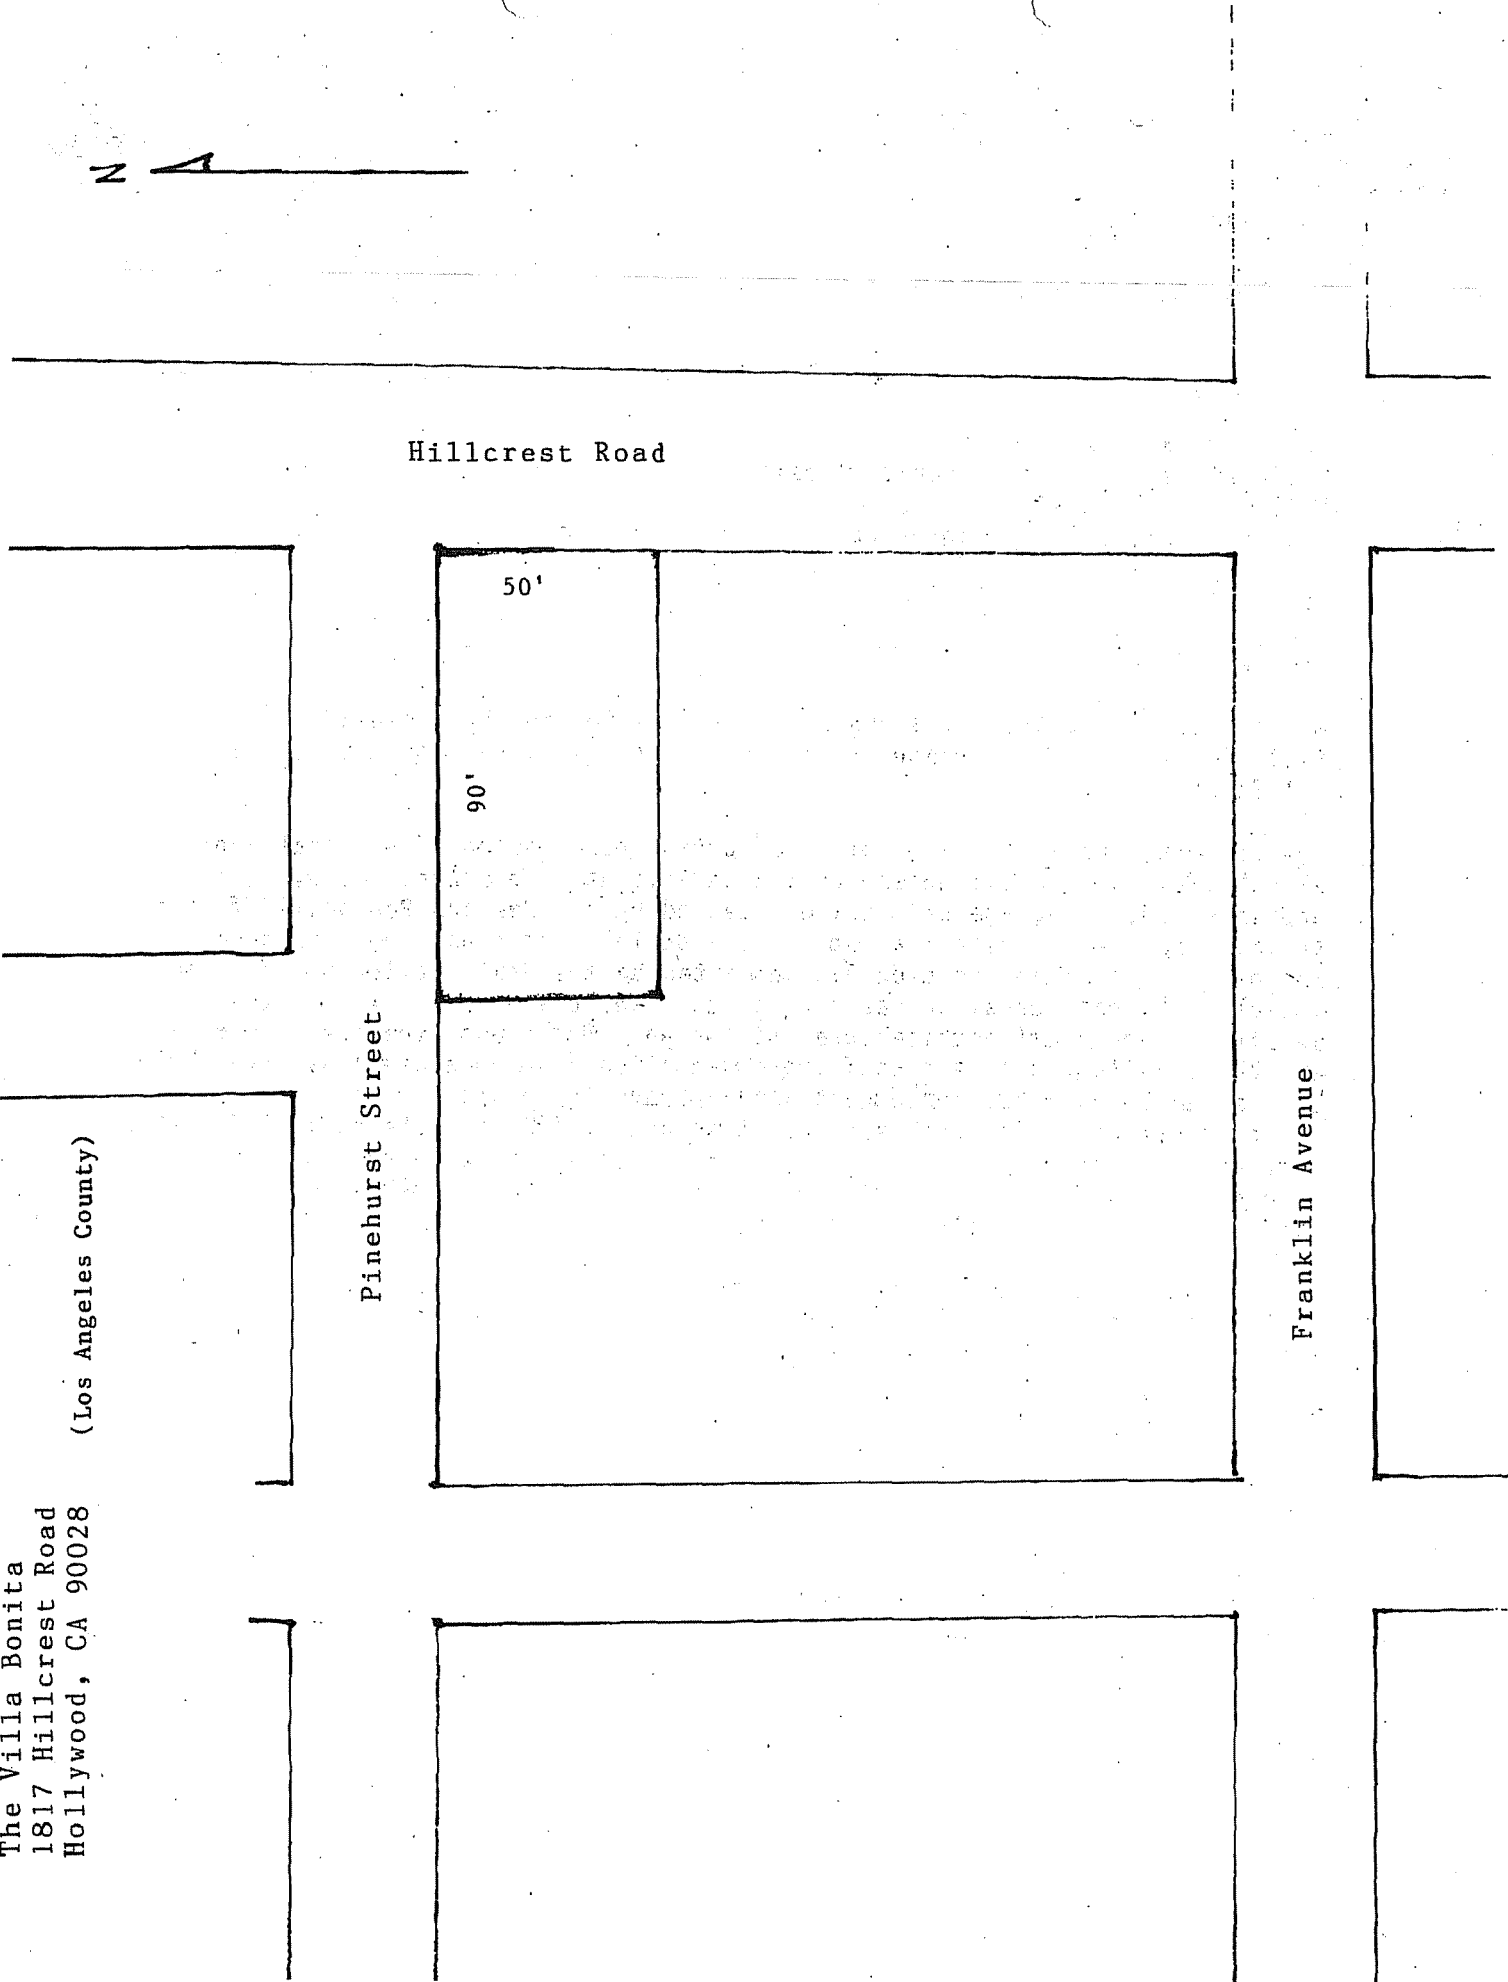 The Villa Bonita
1817 Hillcrest Road
Hollywood, CA 90028 (Los Angeles County)
N
Hillcrest Road
50'
90'
Pinehurst Street
Franklin Avenue